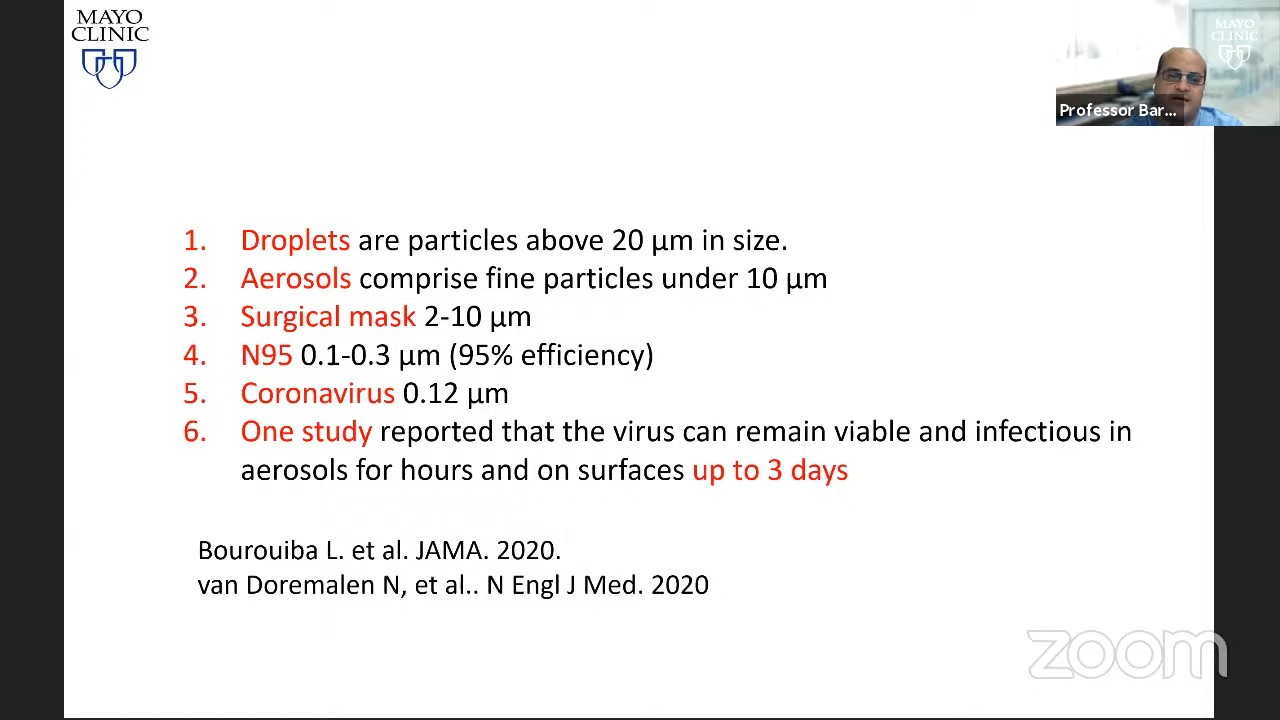 MAYO
CLINIC
MAYO
CLINIC
Professor Bar...
1. Droplets are particles above 20 µm in size.
2. Aerosols comprise fine particles under 10 µm
3. Surgical mask 2-10 µm
4. N95 0.1-0.3 µm (95% efficiency)
5. Coronavirus 0.12 µm
6. One study reported that the virus can remain viable and infectious in
aerosols for hours and on surfaces up to 3 days
Bourouiba L. et al. JAMA. 2020.
van Doremalen N, et al.. N Engl J Med. 2020
zoom